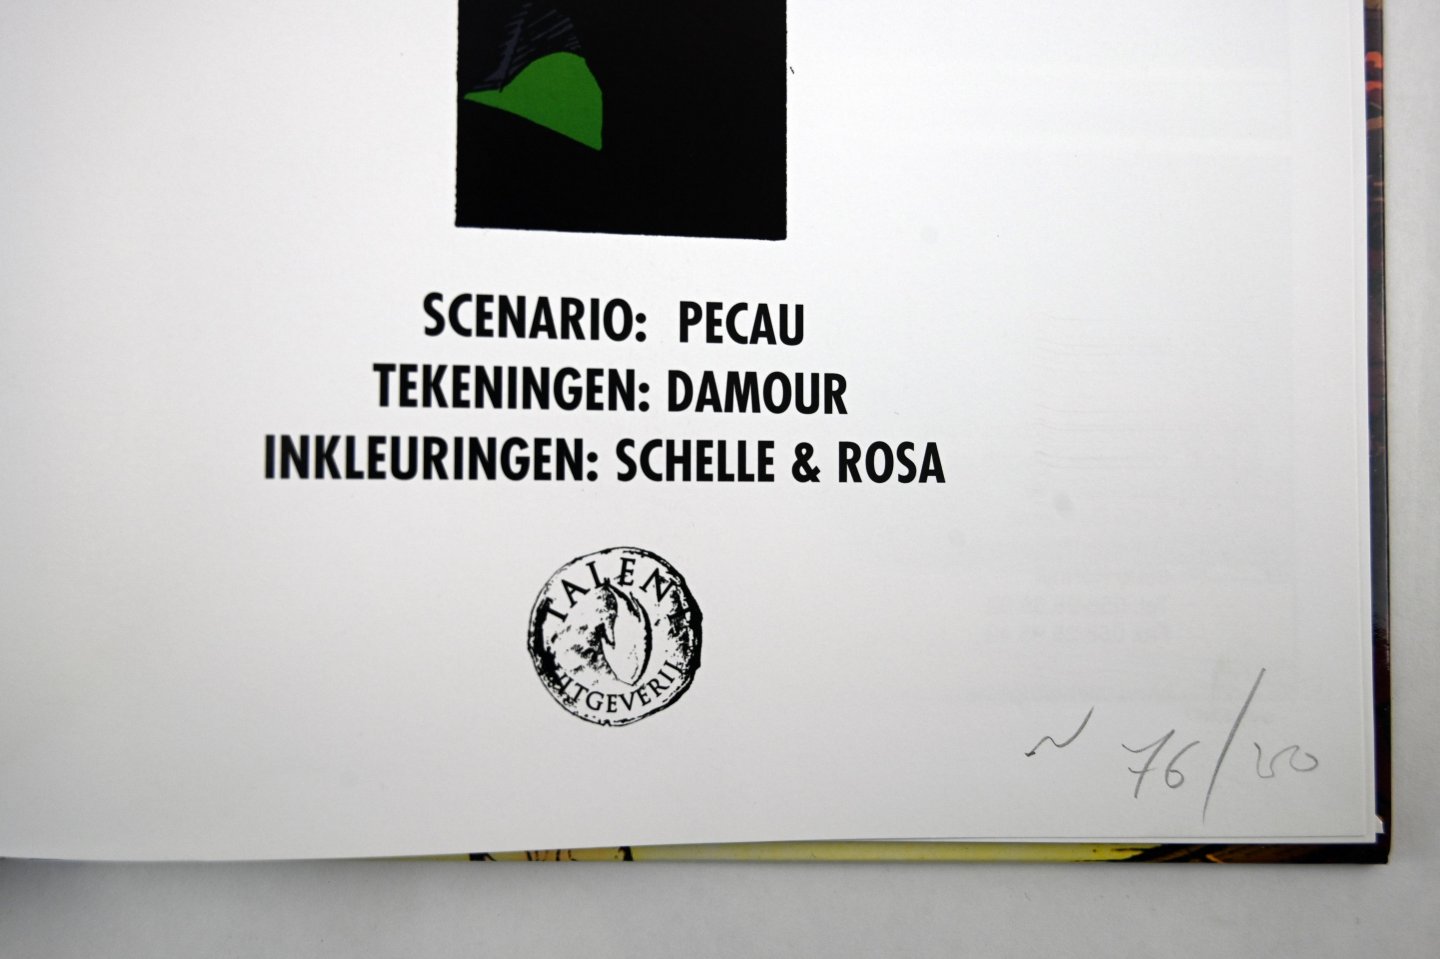 SCENARIO: PECAU
TEKENINGEN: DAMOUR
INKLEURINGEN: SCHELLE & ROSA
TALENT
UITGEVERIJ
N 76/